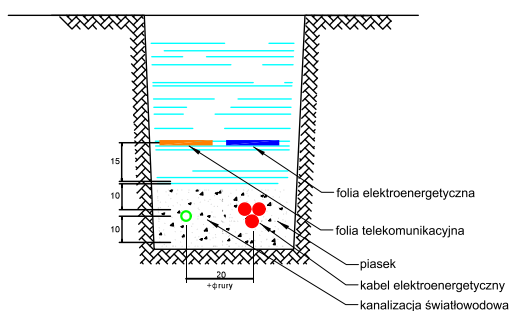 15
10
10
folia elektroenergetyczna
folia telekomunikacyjna
piasek
20
+φrury
kabel elektroenergetyczny
kanalizacja światłowodowa